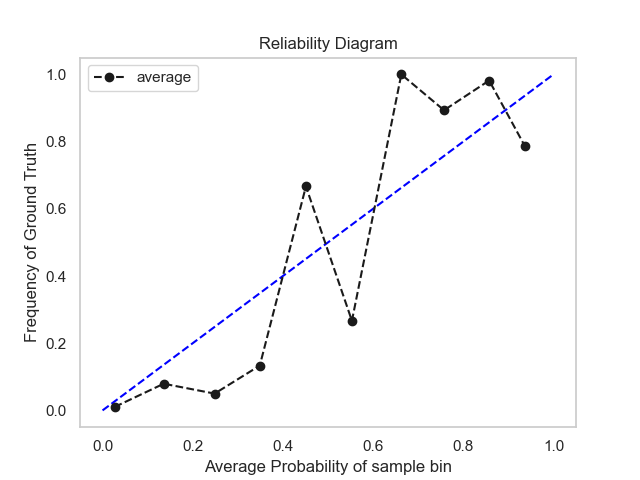 Reliability Diagram
average
Frequency of Ground Truth
1.0
0.8
0.6
0.4
0.2
0.0
0.0 0.2 0.4 0.6 0.8 1.0
Average Probability of sample bin